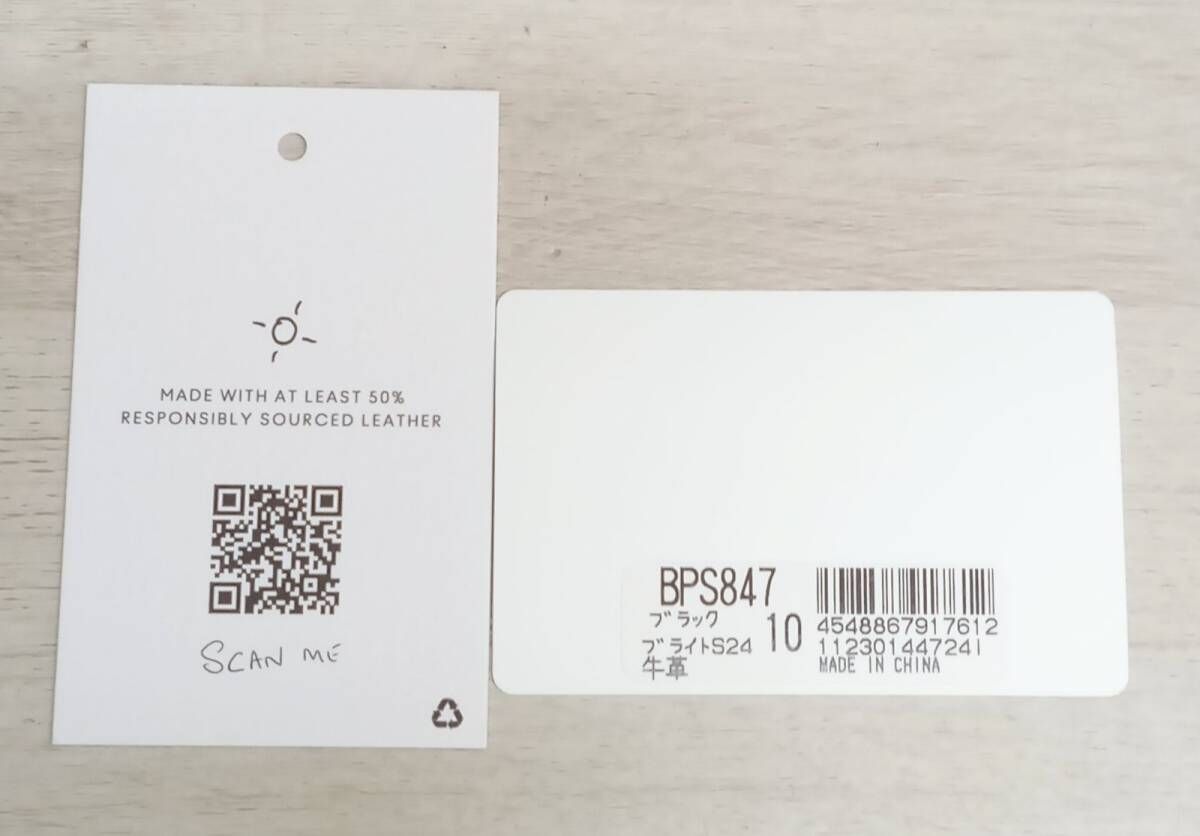 MADE WITH AT LEAST 50%
RESPONSIBLY SOURCED LEATHER
SCAN ME
BPS847
ブラック
ブライトS24 10
牛革
4548867917612
112301447241
MADE IN CHINA